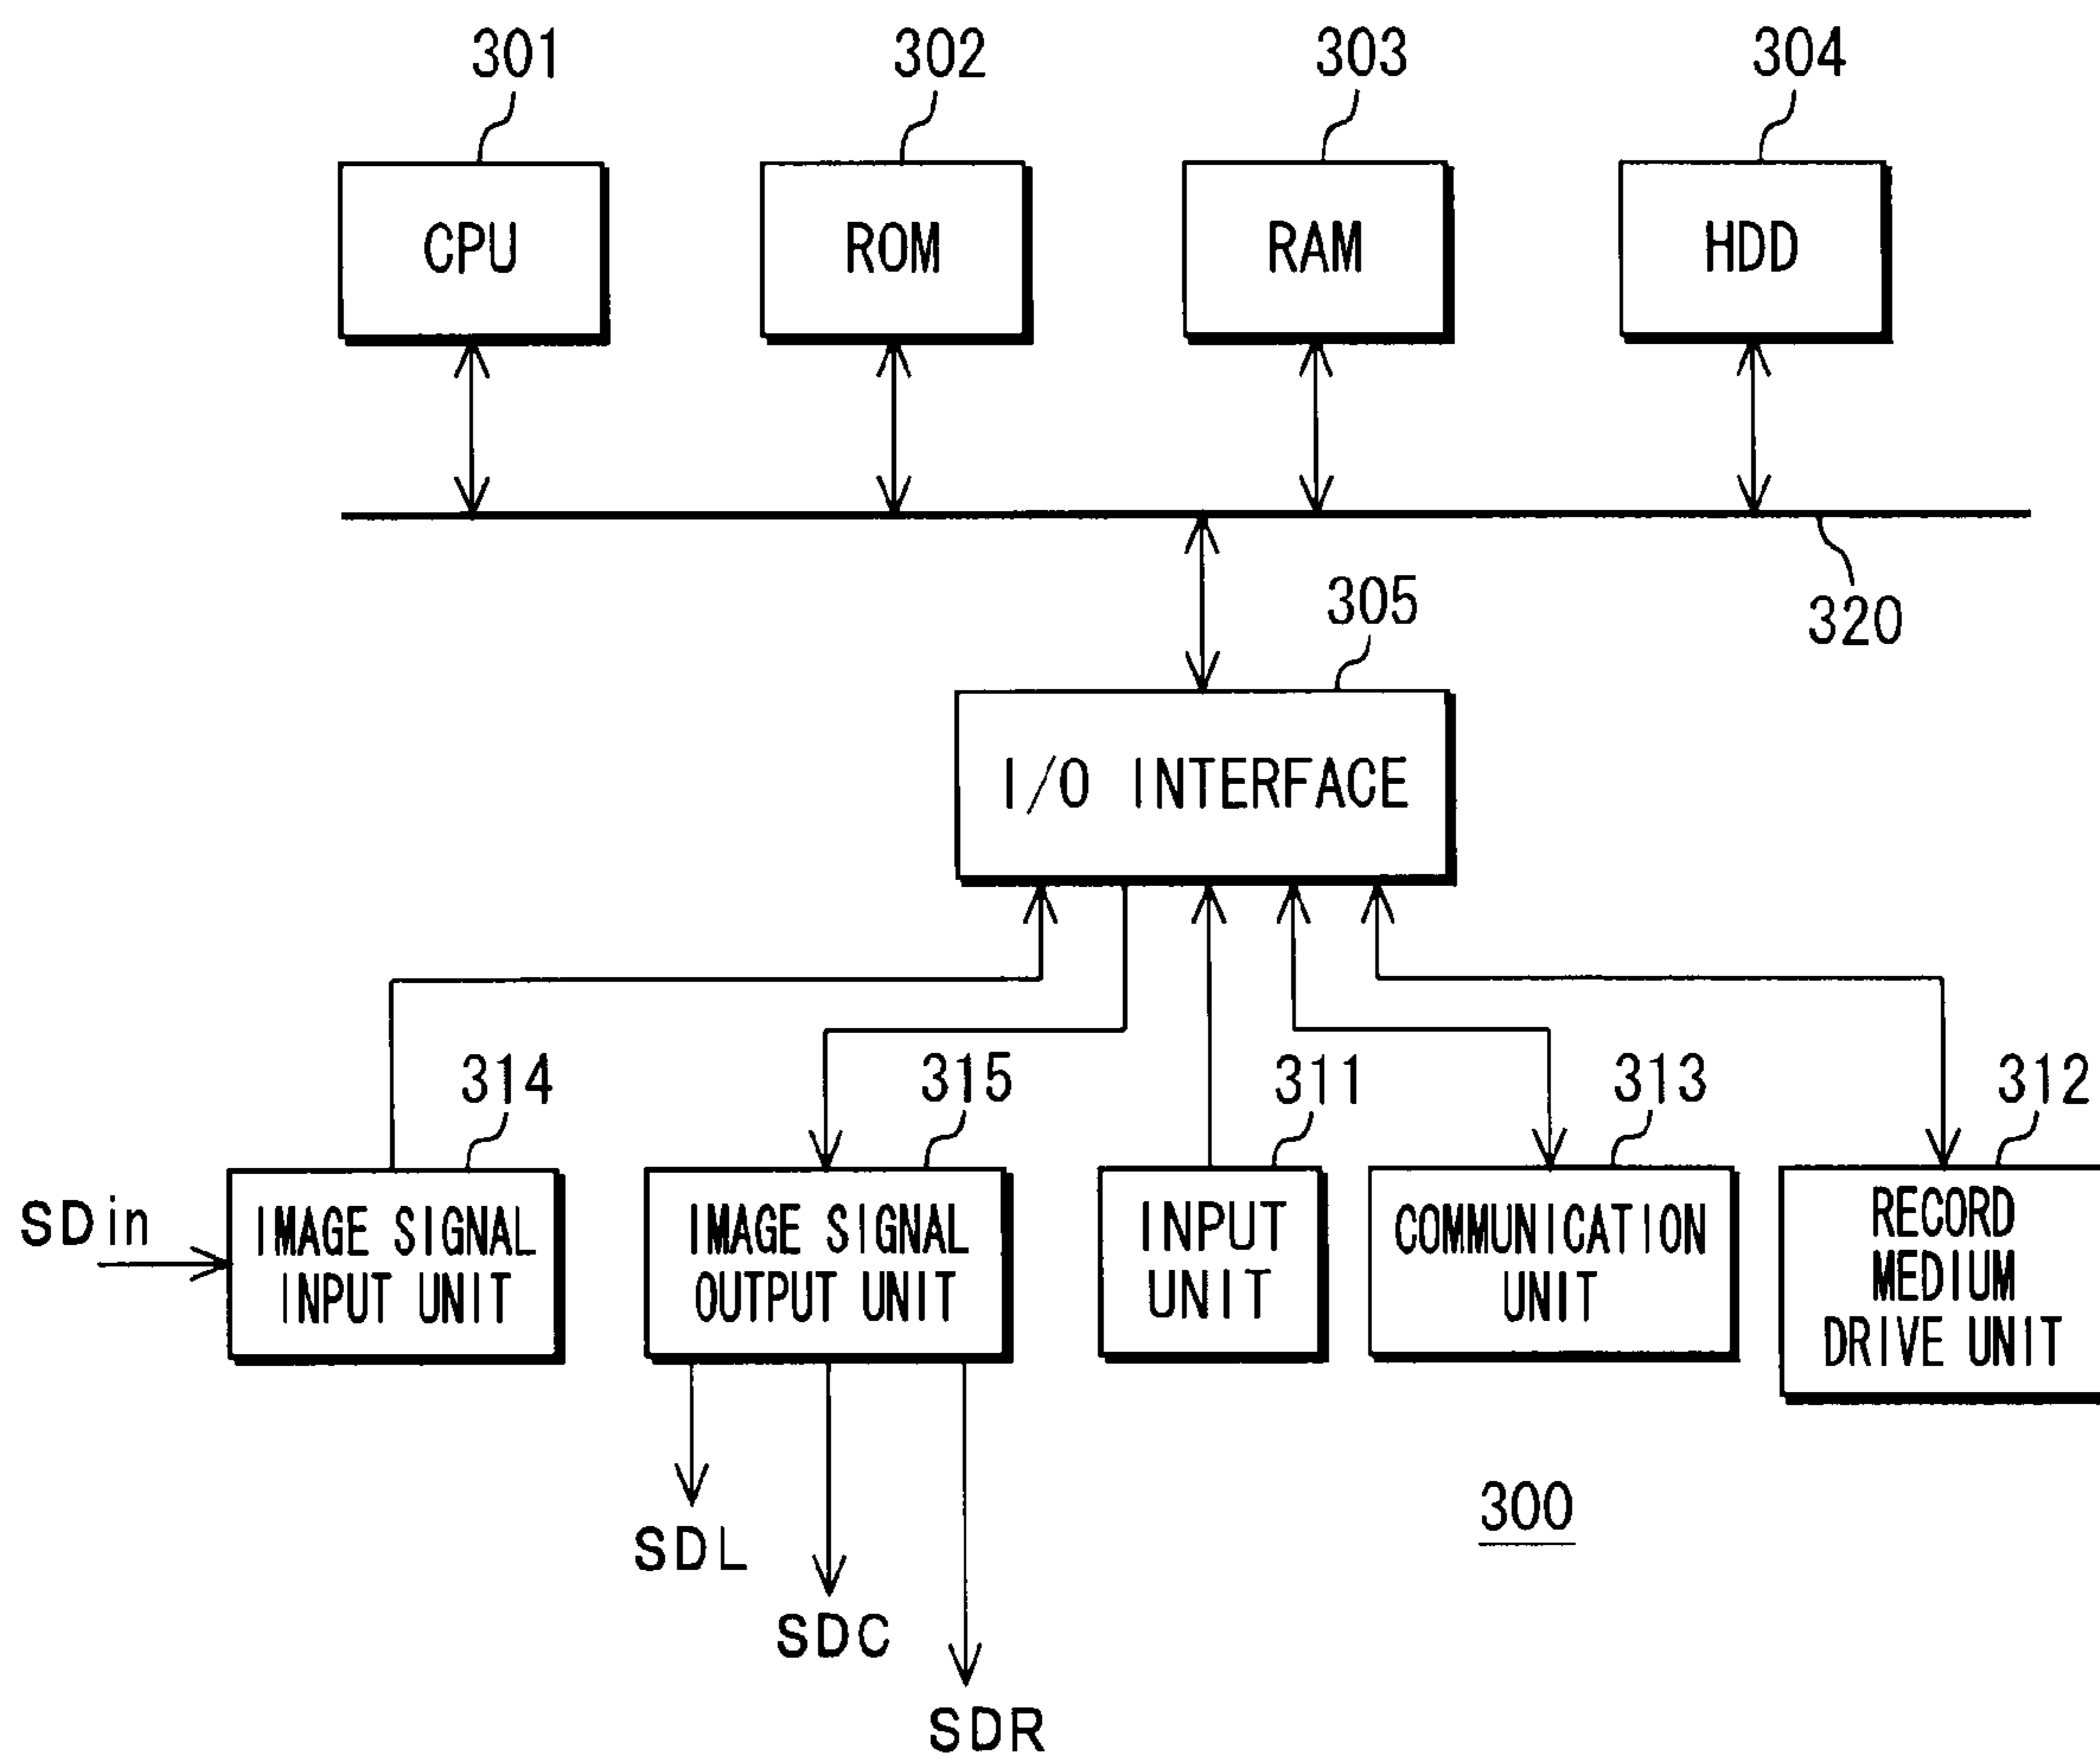 301
302
303
304
CPU
ROM
RAM
HDD
305
320
I/O INTERFACE
314
315
311
313
312
SDin
IMAGE SIGNAL
INPUT UNIT
IMAGE SIGNAL
OUTPUT UNIT
INPUT
UNIT
COMMUNICATION
UNIT
RECORD
MEDIUM
DRIVE UNIT
300
SDL
SDC
SDR